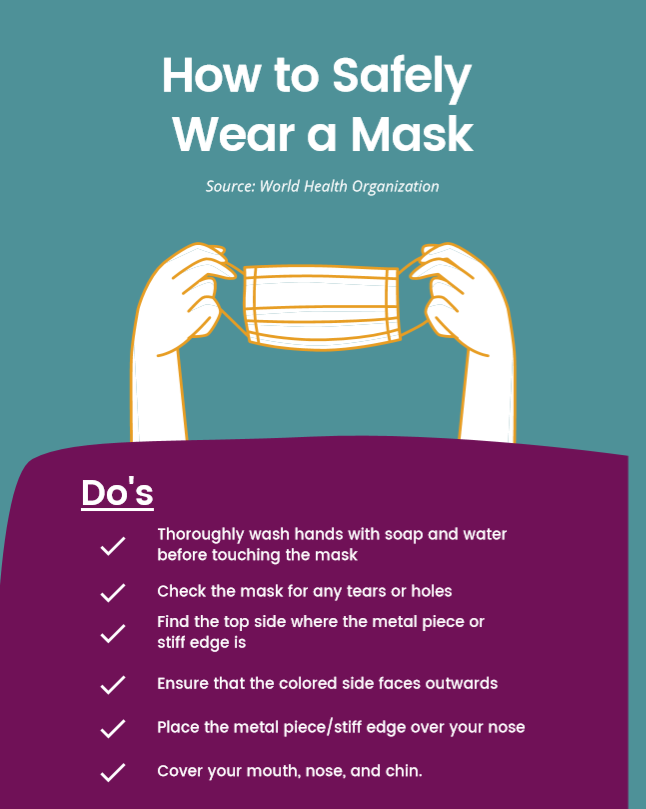 How to Safely
Wear a Mask
Source: World Health Organization
Do's
Thoroughly wash hands with soap and water
before touching the mask
Check the mask for any tears or holes
Find the top side where the metal piece or
stiff edge is
Ensure that the colored side faces outwards
Place the metal piece/stiff edge over your nose
Cover your mouth, nose, and chin.